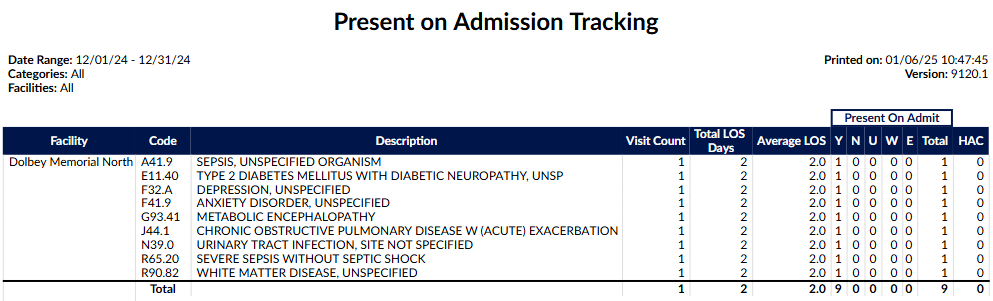 Present on Admission Tracking
Date Range: 12/01/24 - 12/31/24 Printed on: 01/06/25 10:47:45
Categories: All Version: 9120.1
Facilities: All
Present On Admit
Facility Code Description Visit Count Total LOS Days Average LOS Y N U W E Total HAC
Dolbey Memorial North A41.9 SEPSIS, UNSPECIFIED ORGANISM 1 2 2.0 1 0 0 0 0 1 0
E11.40 TYPE 2 DIABETES MELLITUS WITH DIABETIC NEUROPATHY, UNSP 1 2 2.0 1 0 0 0 0 1 0
F32.A DEPRESSION, UNSPECIFIED 1 2 2.0 1 0 0 0 0 1 0
F41.9 ANXIETY DISORDER, UNSPECIFIED 1 2 2.0 1 0 0 0 0 1 0
G93.41 METABOLIC ENCEPHALOPATHY 1 2 2.0 1 0 0 0 0 1 0
J44.1 CHRONIC OBSTRUCTIVE PULMONARY DISEASE W (ACUTE) EXACERBATION 1 2 2.0 1 0 0 0 0 1 0
N39.0 URINARY TRACT INFECTION, SITE NOT SPECIFIED 1 2 2.0 1 0 0 0 0 1 0
R65.20 SEVERE SEPSIS WITHOUT SEPTIC SHOCK 1 2 2.0 1 0 0 0 0 1 0
R90.82 WHITE MATTER DISEASE, UNSPECIFIED 1 2 2.0 1 0 0 0 0 1 0
Total 1 2 2.0 9 0 0 0 0 9 0